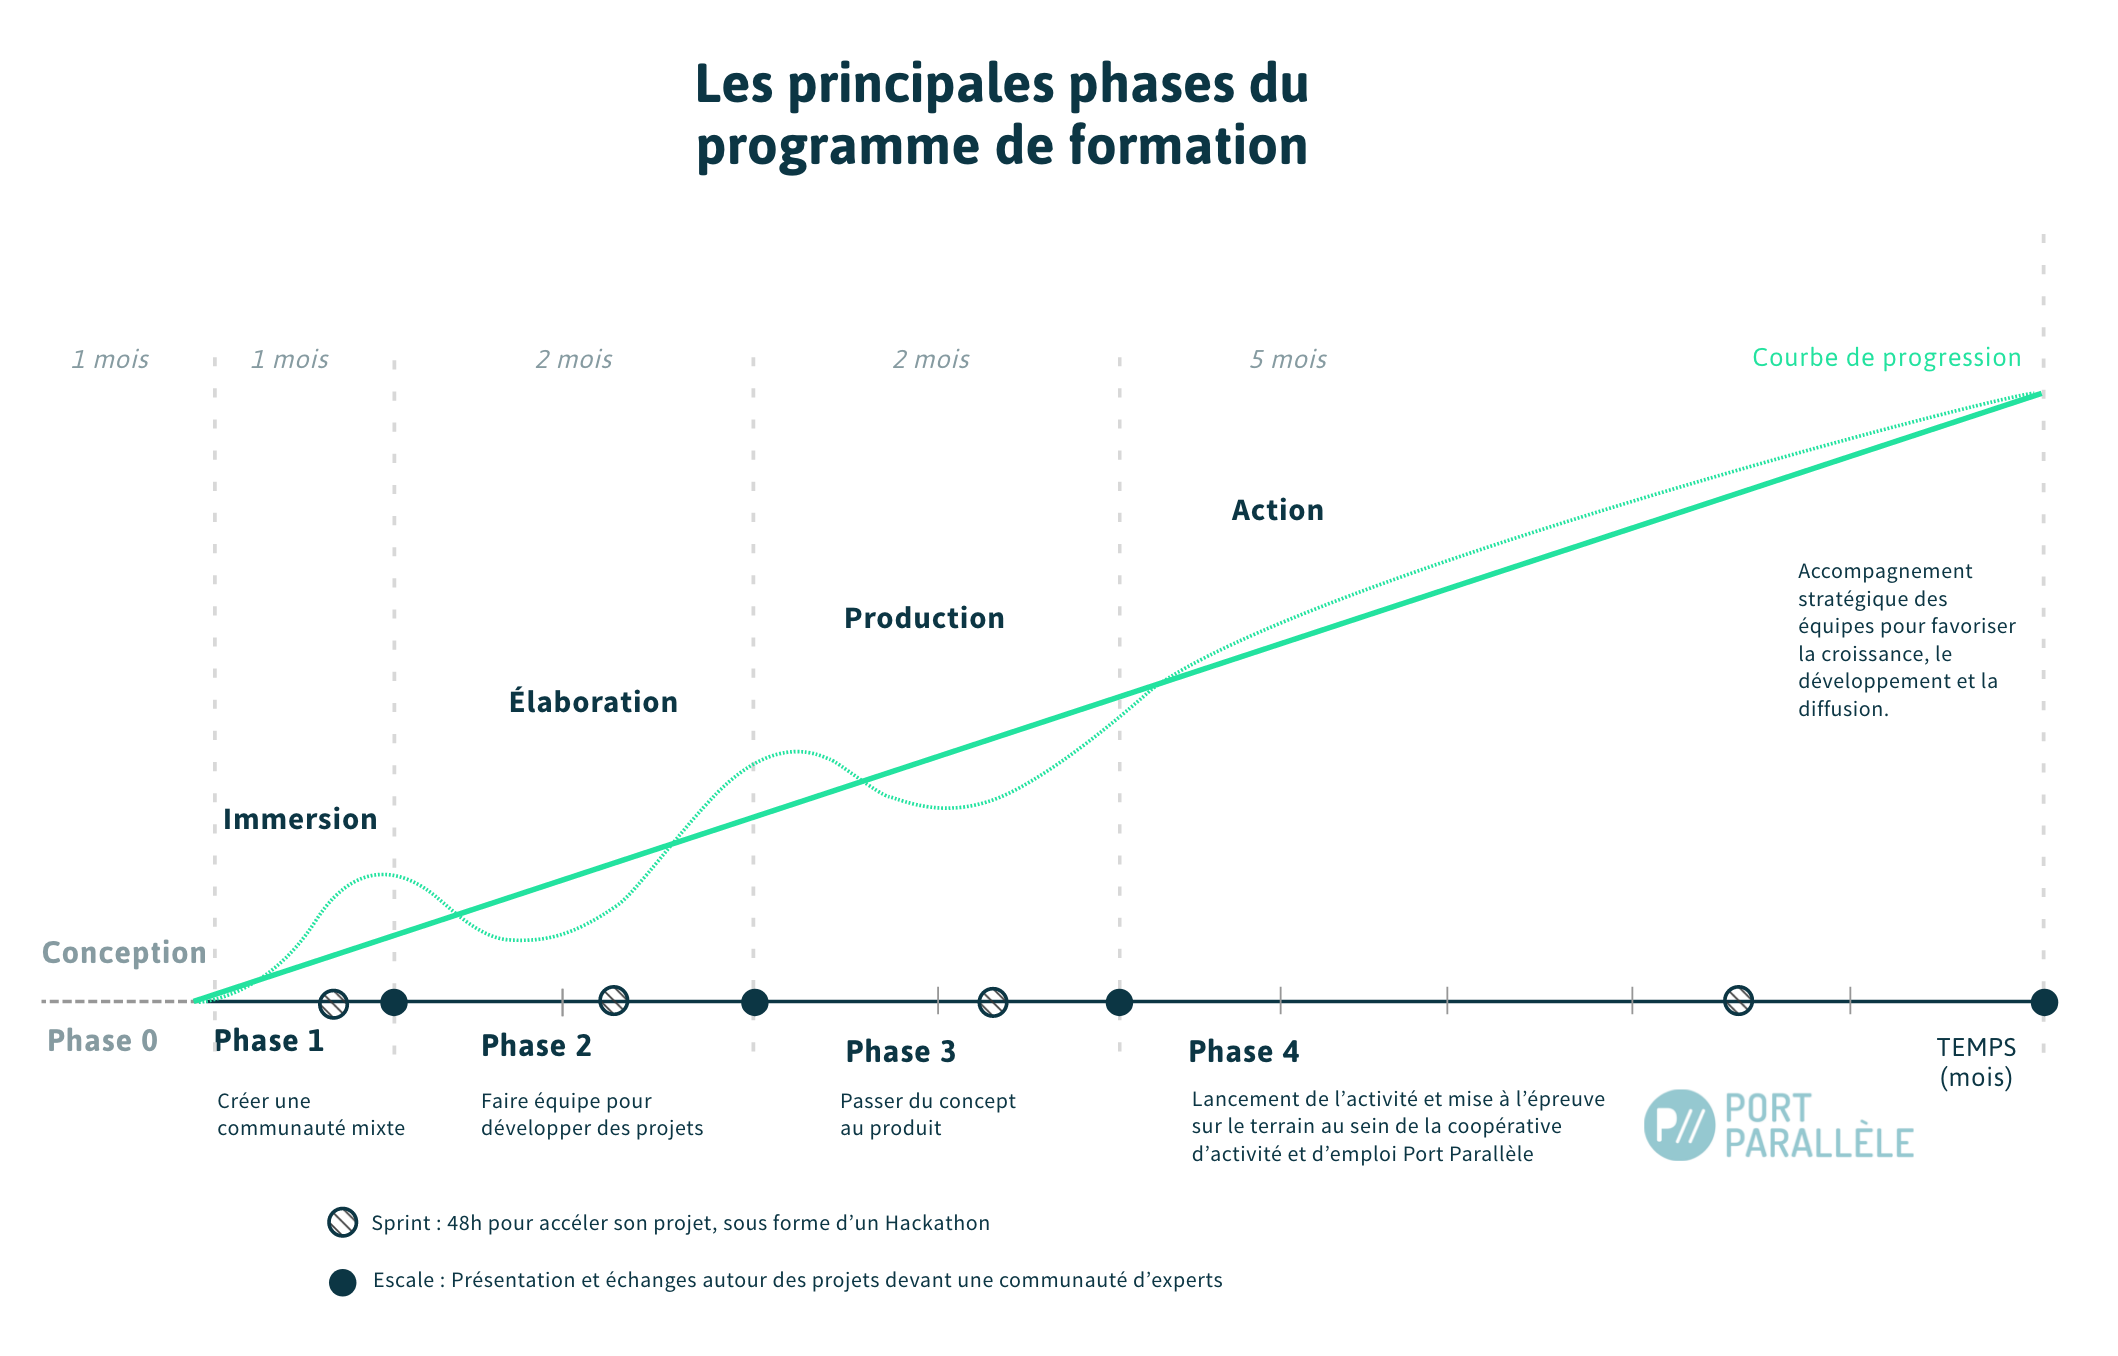 Les principales phases du
programme de formation
1 mois
1 mois
2 mois
2 mois
5 mois
Courbe de progression
Action
Accompagnement
stratégique des
équipes pour favoriser
la croissance, le
développement et la
diffusion.
Production
Élaboration
Immersion
Conception
Phase 0
Phase 1
Créer une
communauté mixte
Phase 2
Faire équipe pour
développer des projets
Phase 3
Passer du concept
au produit
Phase 4
Lancement de l’activité et mise à l’épreuve
sur le terrain au sein de la coopérative
d’activité et d’emploi Port Parallèle
TEMPS
(mois)
P//
PORT
PARALLÈLE
Sprint : 48h pour accéler son projet, sous forme d’un Hackathon
Escale : Présentation et échanges autour des projets devant une communauté d’experts